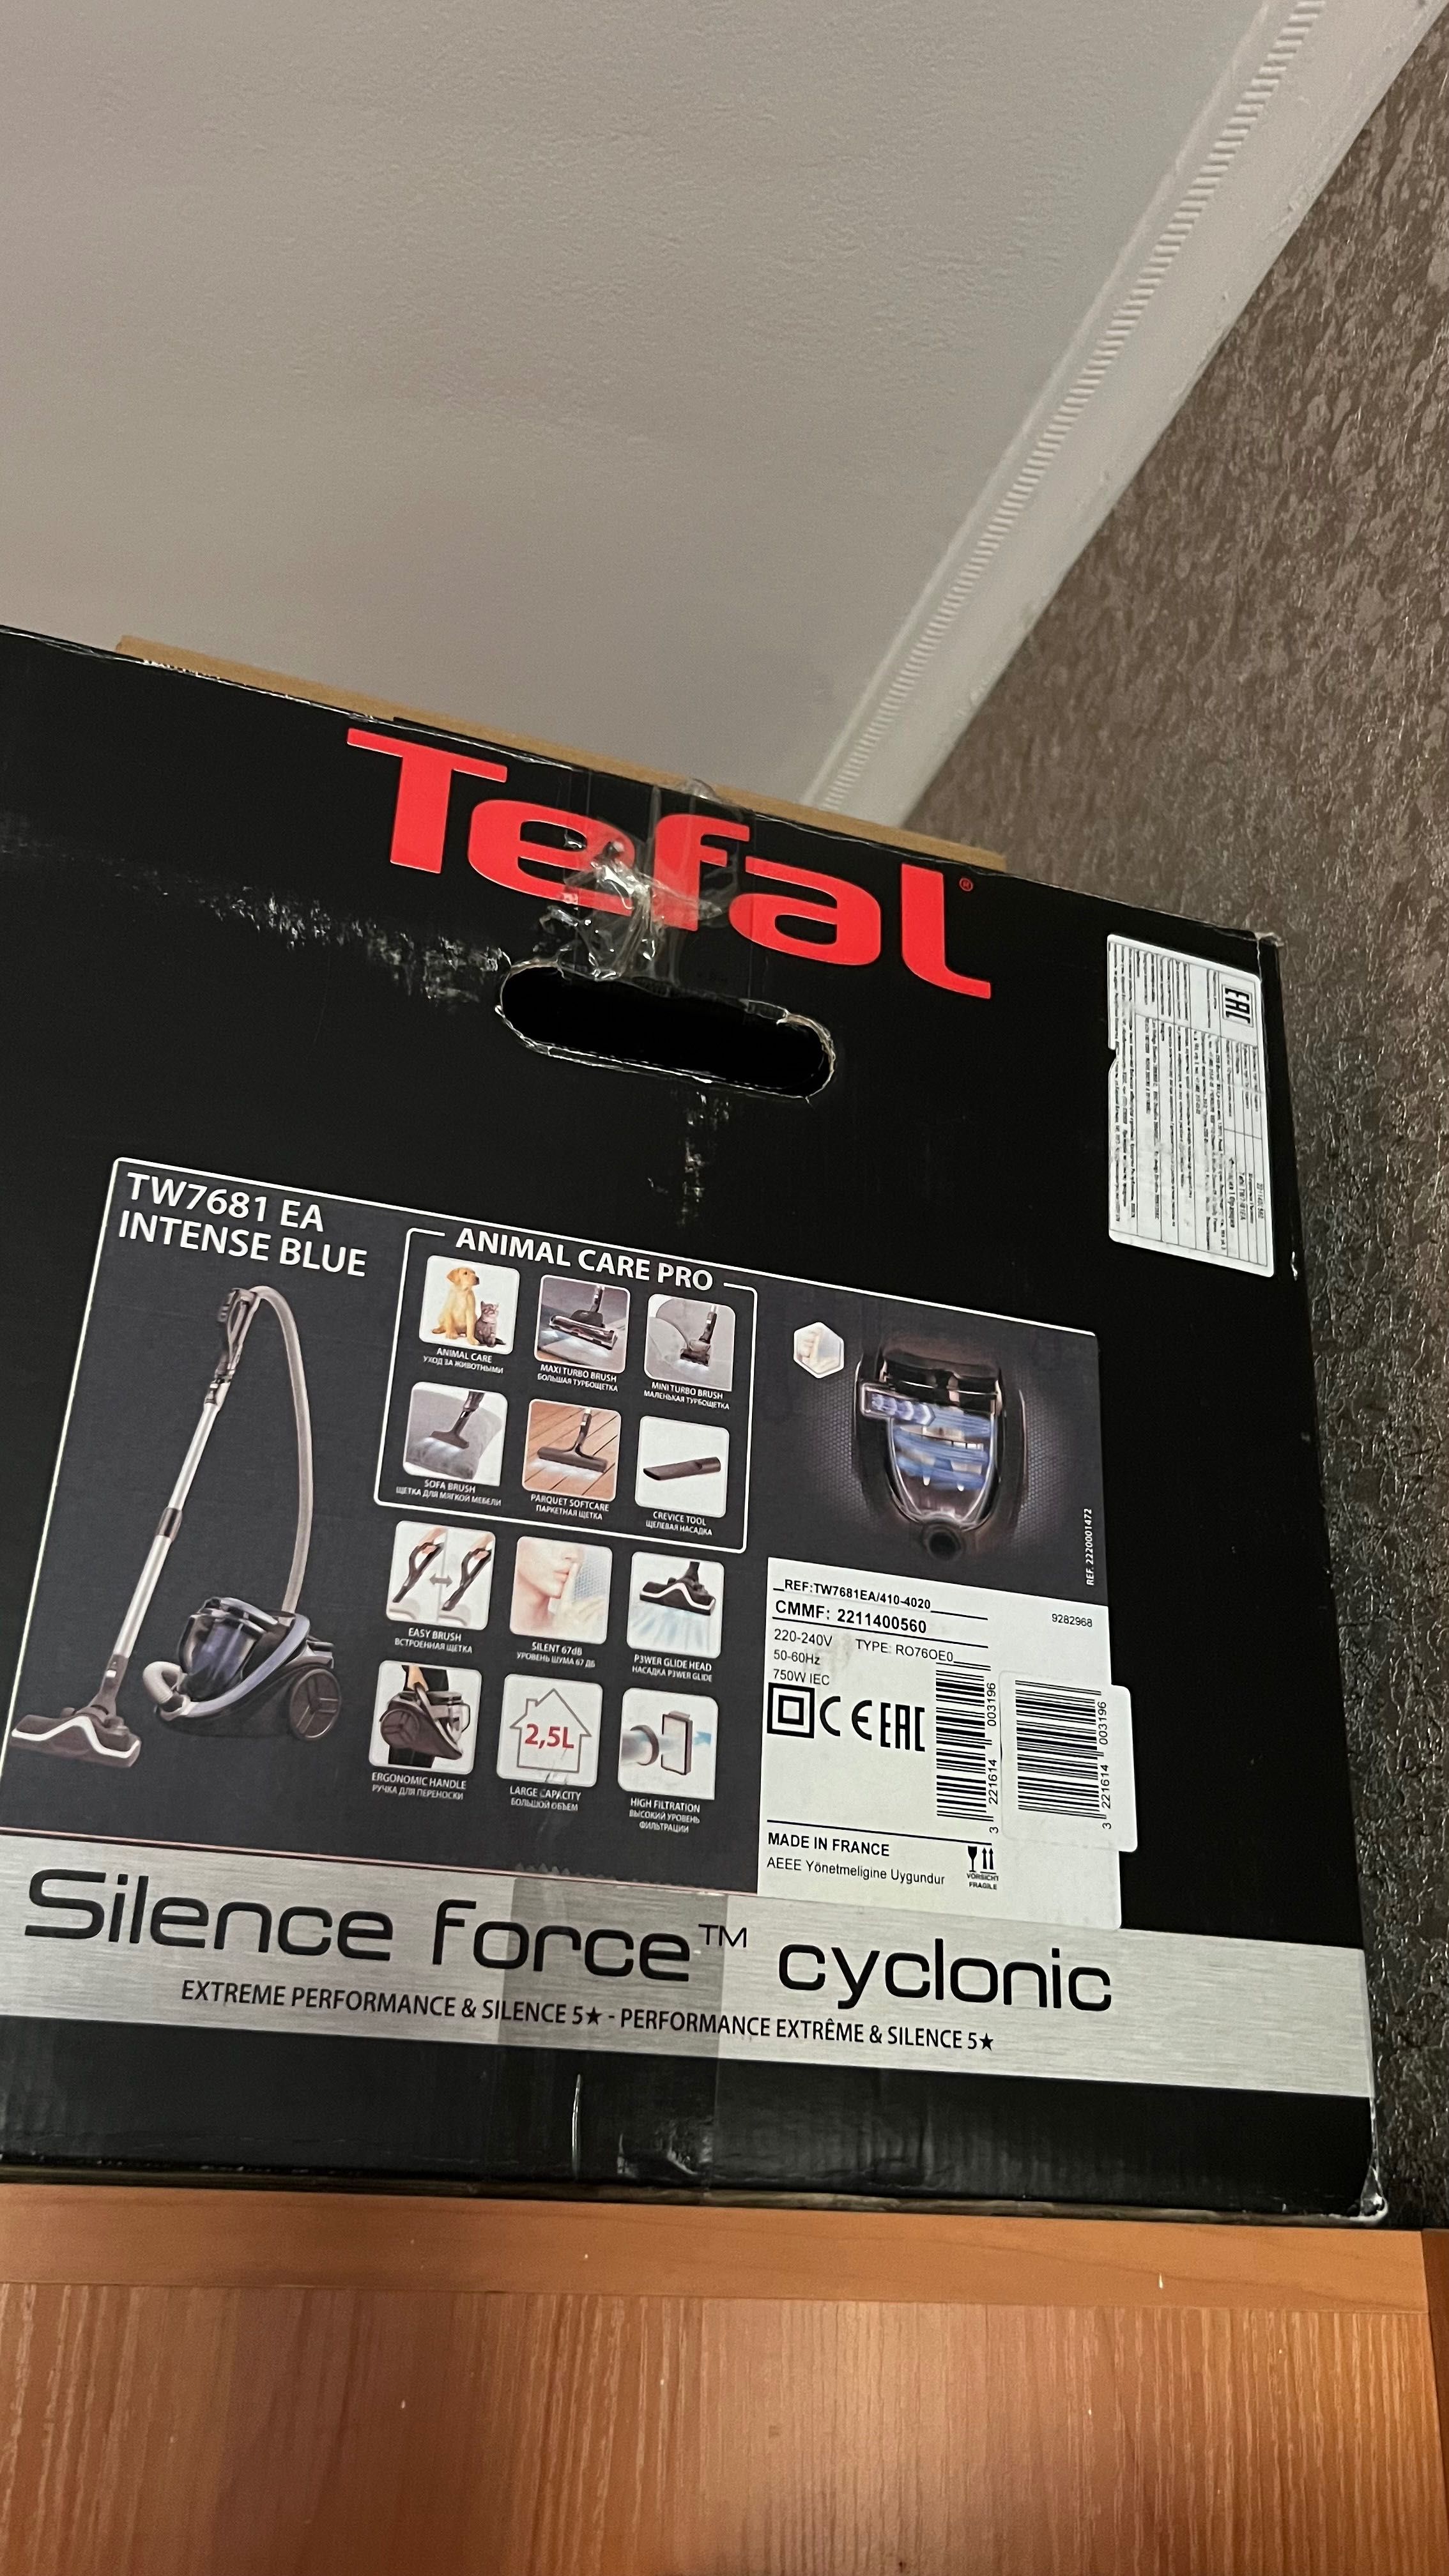 Tefal®
EAC
TW7681 EA
INTENSE BLUE
ANIMAL CARE PRO
ANIMAL CARE
УХОД ЗА ЖИВОТНЫМИ
MAXI TURBO BRUSH
БОЛЬШАЯ ТУРБОЩЕТКА
MINI TURBO BRUSH
МАЛЕНЬКАЯ ТУРБОЩЕТКА
SOFA BRUSH
ЩЕТКА ДЛЯ МЯГКОЙ МЕБЕЛИ
PARQUET SOFTCARE
ПАРКЕТНАЯ ЩЕТКА
CREVICE TOOL
ЩЕЛЕВАЯ НАСАДКА
EASY BRUSH
ВСТРОЕННАЯ ЩЕТКА
SILENT 67dB
УРОВЕНЬ ШУМА 67 ДБ
P3WER GLIDE HEAD
НАСАДКА P3WER GLIDE
ERGONOMIC HANDLE
РУЧКА ДЛЯ ПЕРЕНОСКИ
2,5L
LARGE CAPACITY
БОЛЬШОЙ ОБЪЕМ
HIGH FILTRATION
ВЫСОКИЙ УРОВЕНЬ
ФИЛЬТРАЦИИ
REF. 2220001472
REF:TW7681EA/410-4020
CMMF: 2211400560
9282968
220-240V TYPE: RO76OE0
50-60Hz
750W IEC
CE EAC
3 221614 003196
3 221614 003196
MADE IN FRANCE
AEEE Yönetmeligine Uygundur
VORSICHT
FRAGILE
Silence force™ cyclonic
EXTREME PERFORMANCE & SILENCE 5★ - PERFORMANCE EXTRÊME & SILENCE 5★